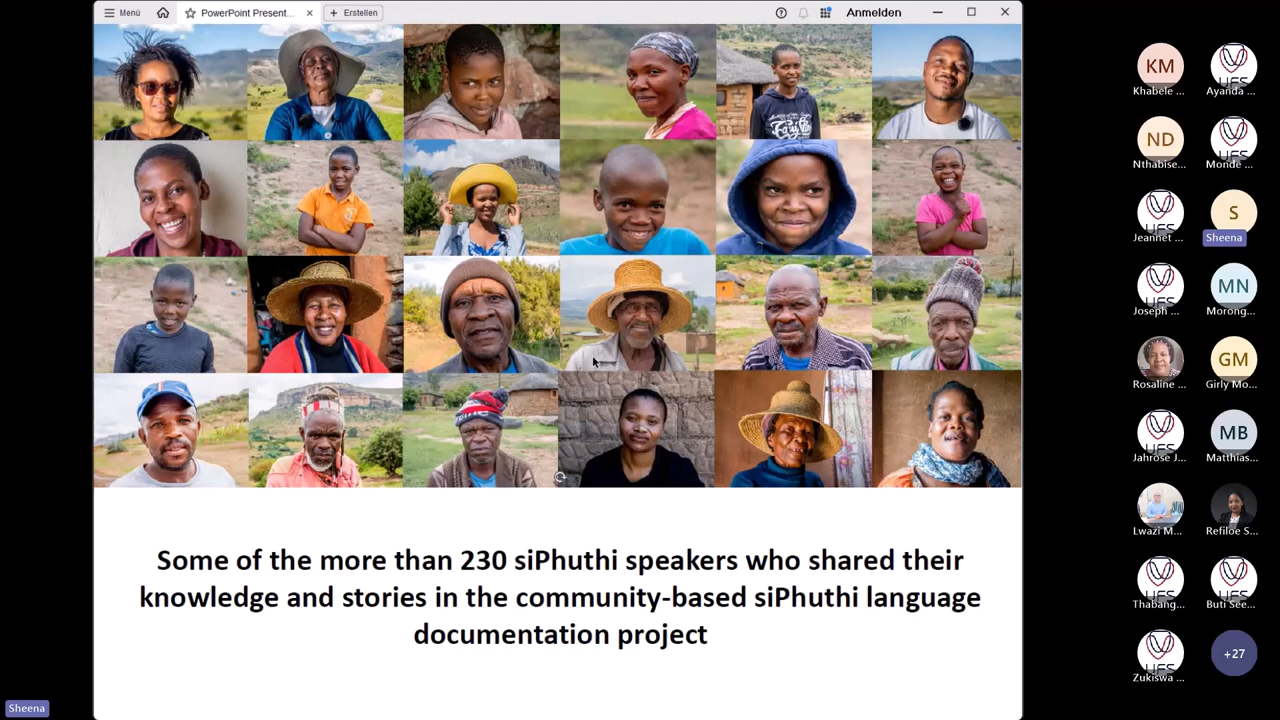 Menü
PowerPoint Present...
Erstellen
Anmelden
Some of the more than 230 siPhuthi speakers who shared their
knowledge and stories in the community-based siPhuthi language
documentation project
KM
Khabele ...
Ayanda ...
ND
Nthabise...
Monde ...
Jeannet ...
S
Sheena
Joseph ...
MN
Morong...
Rosaline ...
GM
Girly Mo...
Jahrose J...
MB
Matthias...
Lwazi M...
Refiloe S...
Thabang...
Buti See...
Zukiswa ...
+27
Sheena